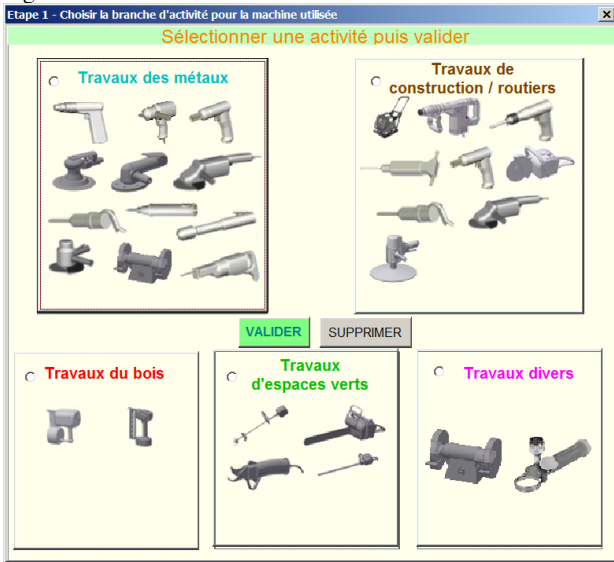 Etape 1 - Choisir la branche d'activité pour la machine utilisée
Sélectionner une activité puis valider
Travaux des métaux
Travaux de
construction / routiers
VALIDER
SUPPRIMER
Travaux du bois
Travaux
d'espaces verts
Travaux divers